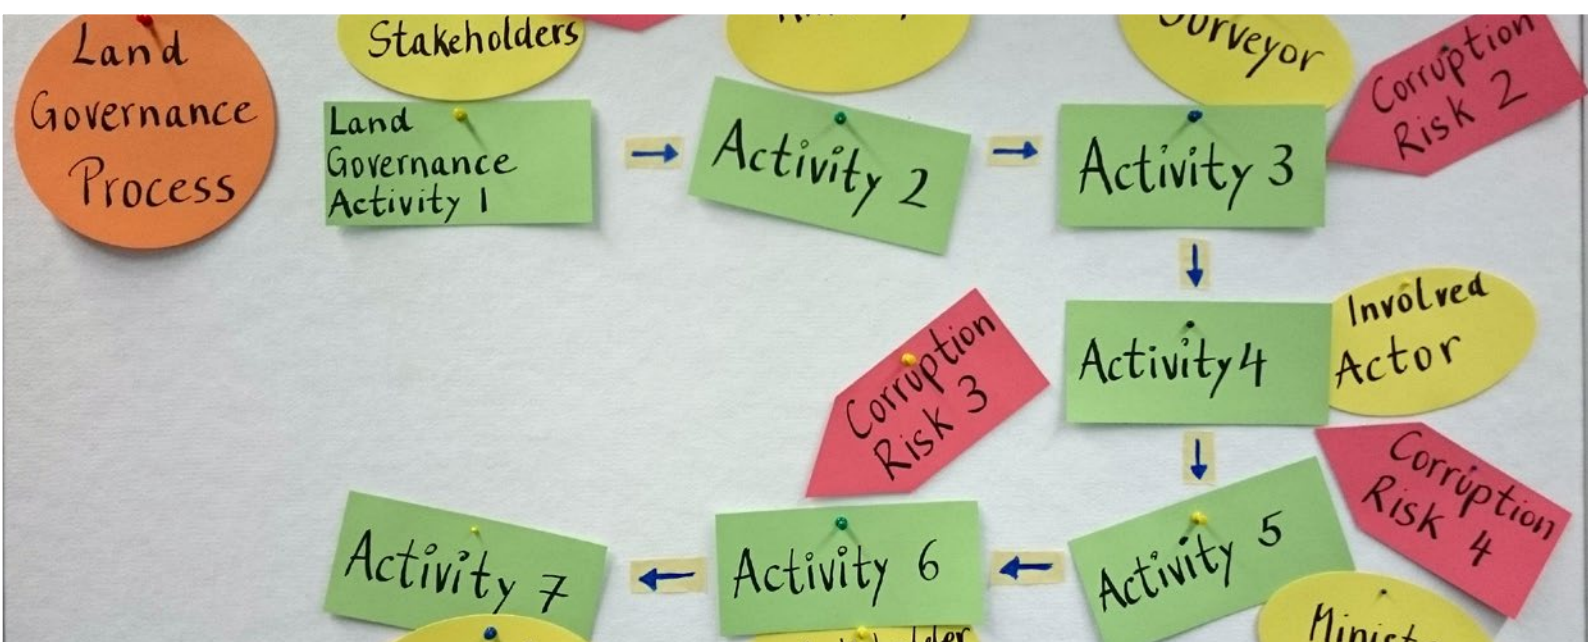 Land
Governance
Process
Stakeholders
Land
Governance
Activity 1
Activity 2
Surveyor
Activity 3
Corruption
Risk 2
Involved
Actor
Activity 4
Corruption
Risk 3
Corruption
Risk 4
Activity 5
Activity 6
Activity 7